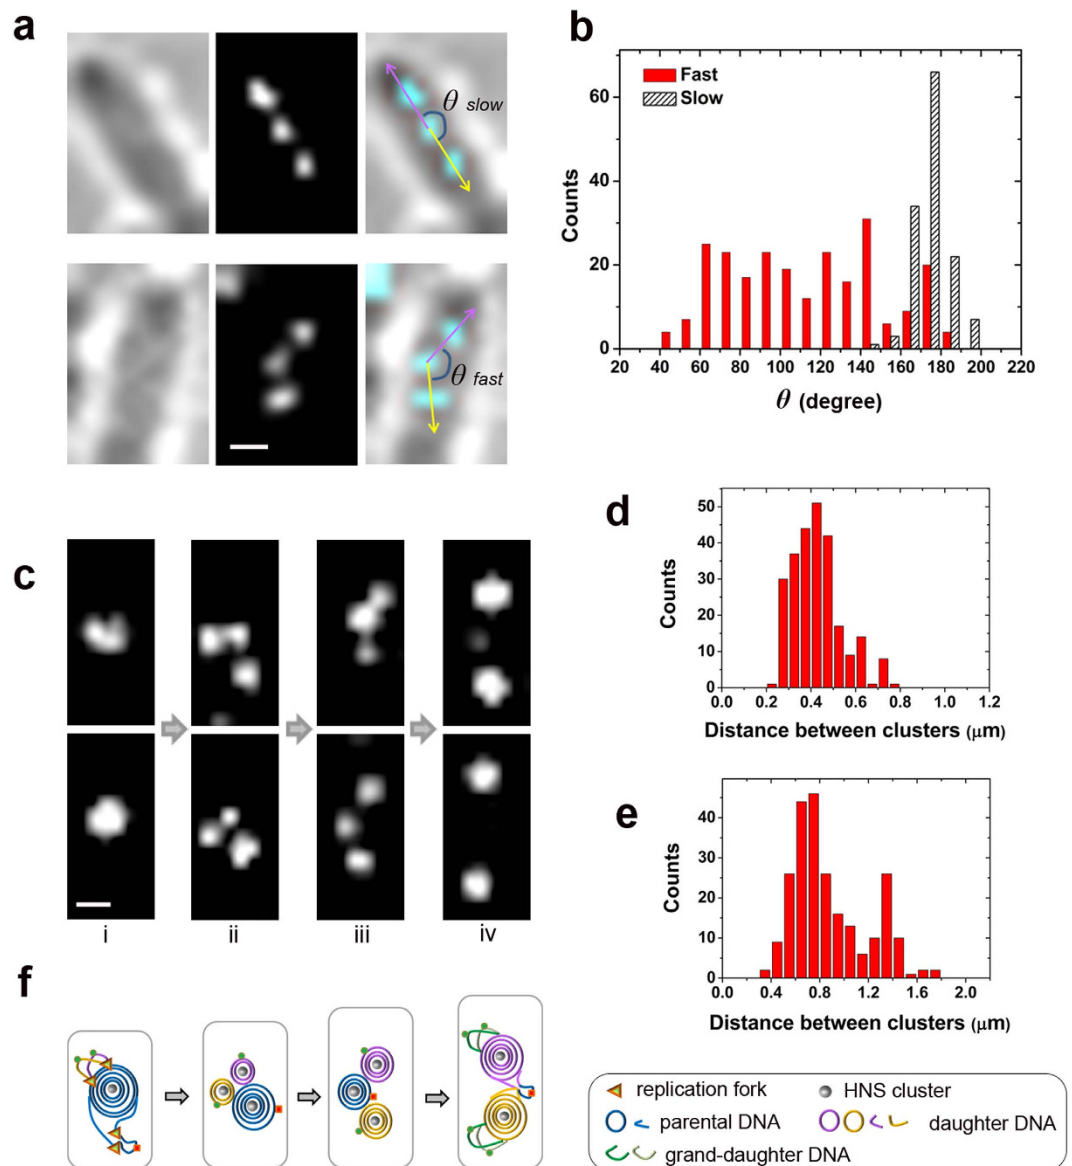 a
θ slow
θ fast
b
Fast
Slow
Counts
60
40
20
0
20 40 60 80 100 120 140 160 180 200 220
θ (degree)
c
i ii iii iv
d
Counts
50
40
30
20
10
0
0.0 0.2 0.4 0.6 0.8 1.0 1.2
Distance between clusters (μm)
e
Counts
40
30
20
10
0
0.4 0.8 1.2 1.6 2.0
Distance between clusters (μm)
f
replication fork HNS cluster
parental DNA daughter DNA
grand-daughter DNA